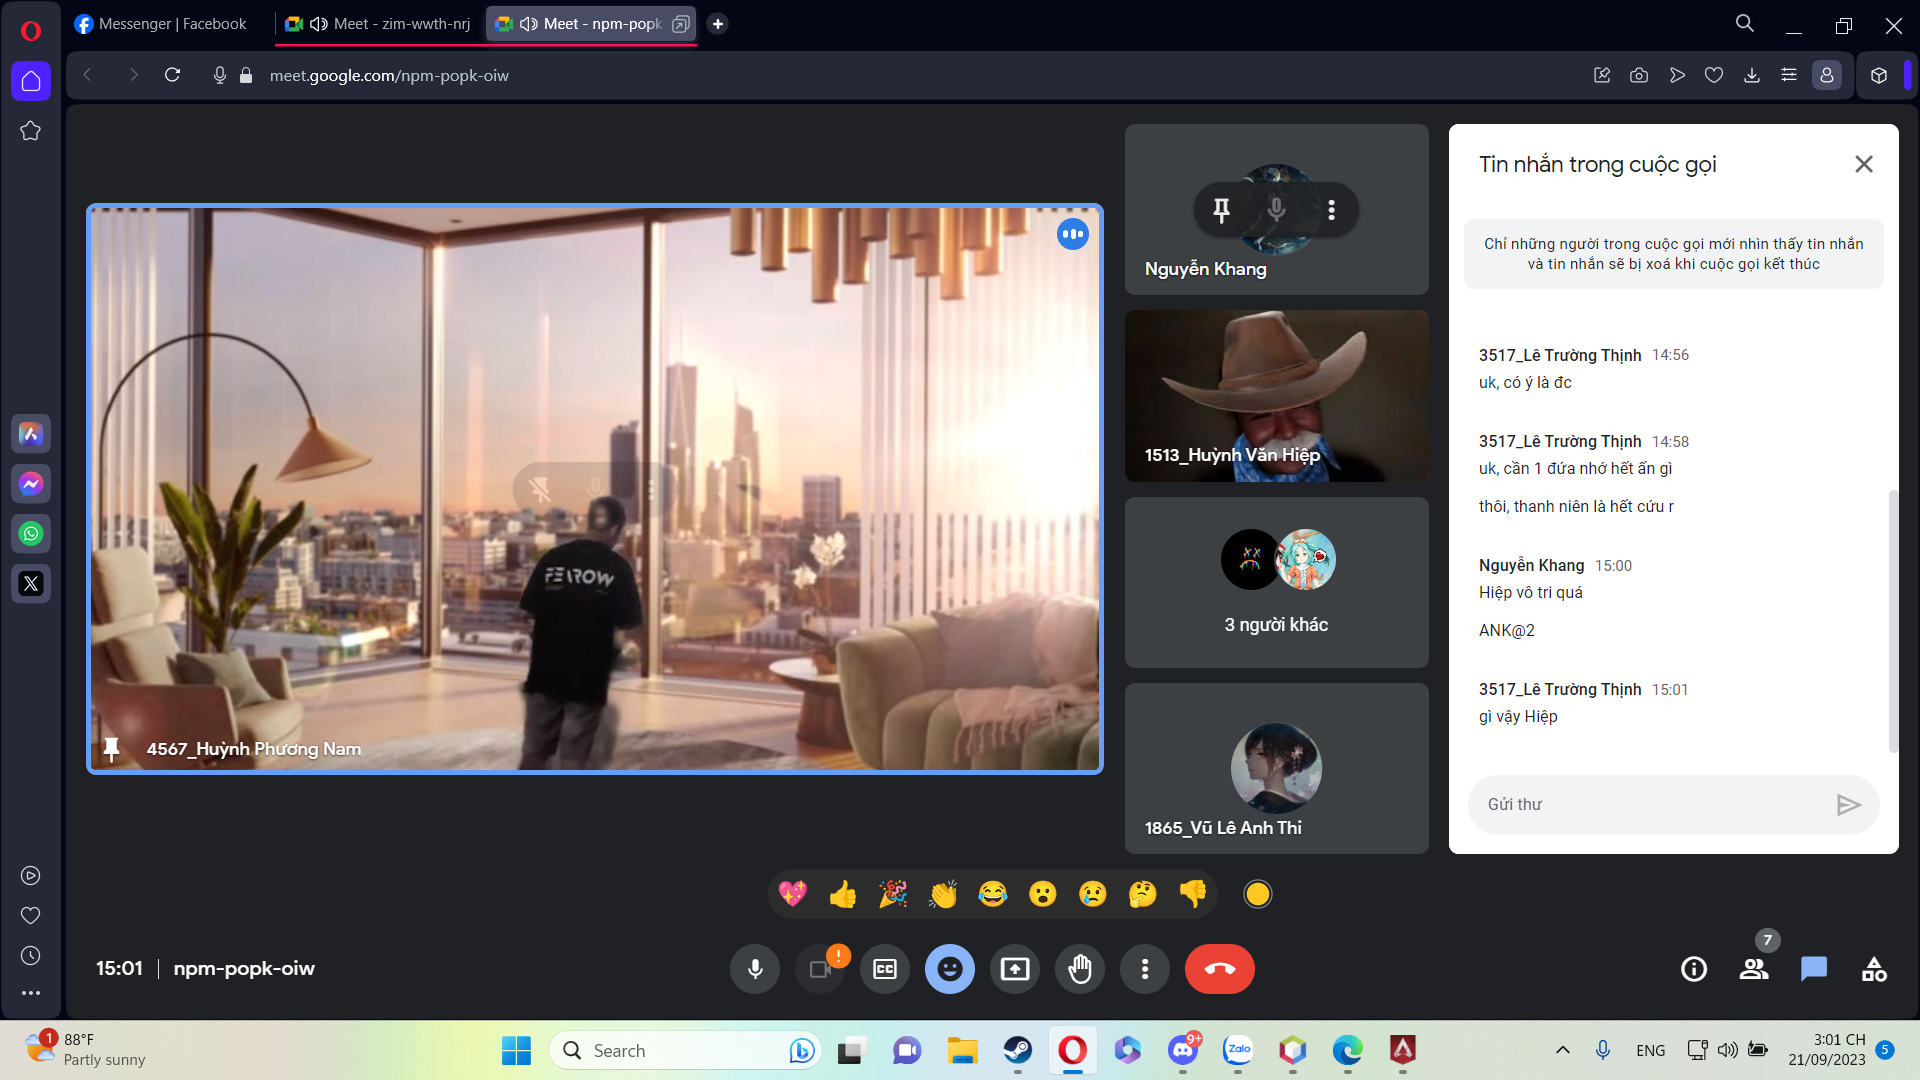 Messenger | Facebook
Meet - zim-wwth-nrj
Meet - npm-popk-
meet.google.com/npm-popk-oiw
FEAROW
4567_Huỳnh Phương Nam
Nguyễn Khang
1513_Huỳnh Văn Hiệp
3 người khác
1865_Vũ Lê Anh Thi
Tin nhắn trong cuộc gọi
Chỉ những người trong cuộc gọi mới nhìn thấy tin nhắn
và tin nhắn sẽ bị xoá khi cuộc gọi kết thúc
3517_Lê Trường Thịnh 14:56
uk, có ý là đc
3517_Lê Trường Thịnh 14:58
uk, cần 1 đứa nhớ hết ấn gì
thôi, thanh niên là hết cứu r
Nguyễn Khang 15:00
Hiệp vô tri quá
ANK@2
3517_Lê Trường Thịnh 15:01
gì vậy Hiệp
Gửi thư
15:01 | npm-popk-oiw
!
CC
7
1
88°F
Partly sunny
Search
9+
Zalo
ENG
3:01 CH
21/09/2023
5